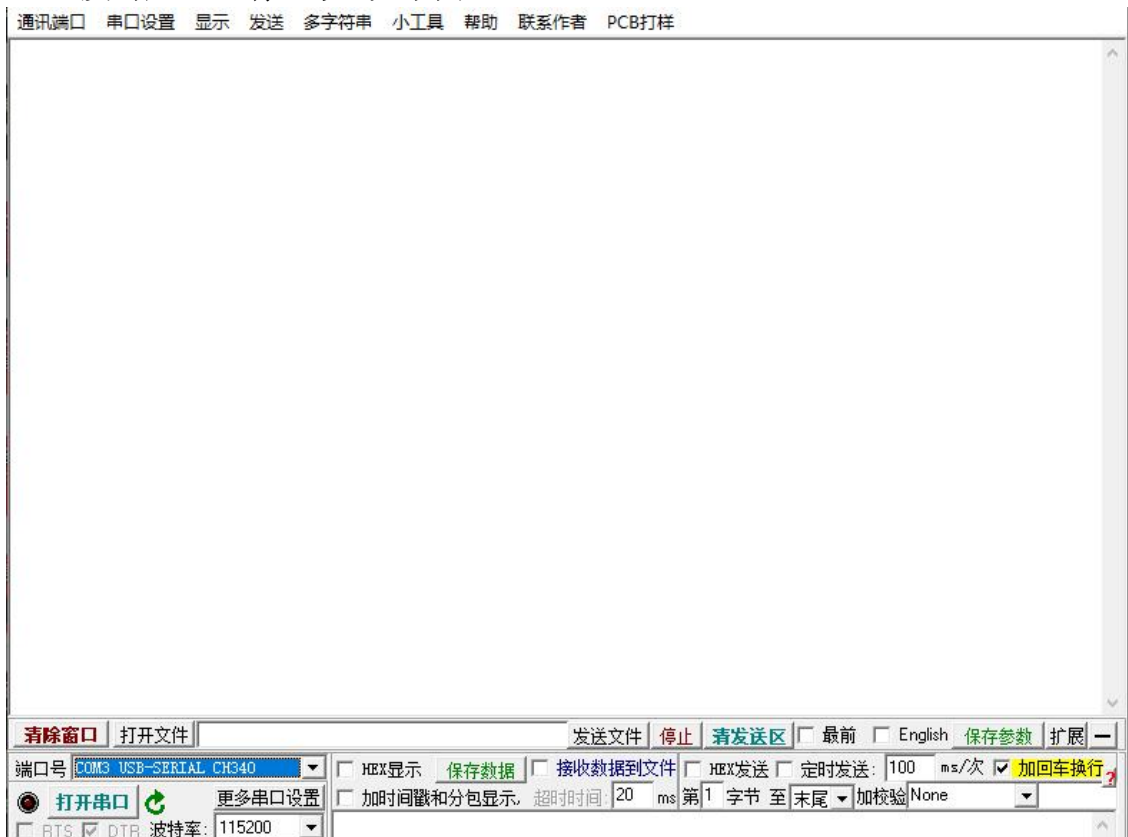 通讯端口 串口设置 显示 发送 多字符串 小工具 帮助 联系作者 PCB打样
清除窗口 打开文件 发送文件 停止 清发送区 最前 English 保存参数 扩展 —
端口号 COM3 USB-SERIAL CH340 HEX显示 保存数据 接收数据到文件 HEX发送 定时发送: 100 ms/次 加回车换行 ?
打开串口 更多串口设置 加时间戳和分包显示, 超时时间: 20 ms 第 1 字节 至 末尾 加校验 None
RTS DTR 波特率: 115200